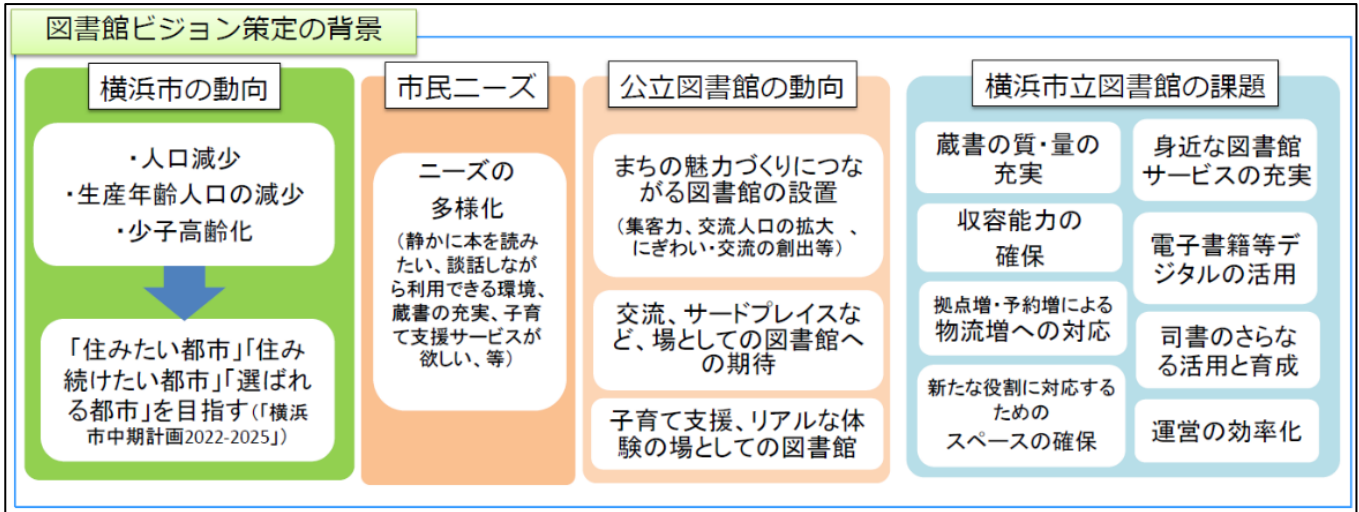 図書館ビジョン策定の背景
横浜市の動向
・人口減少
・生産年齢人口の減少
・少子高齢化
「住みたい都市」「住み
続けたい都市」「選ばれ
る都市」を目指す(「横浜
市中期計画2022-2025」)
市民ニーズ
ニーズの
多様化
(静かに本を読み
たい、談話しなが
ら利用できる環境、
蔵書の充実、子育
て支援サービスが
欲しい、等)
公立図書館の動向
まちの魅力づくりにつな
がる図書館の設置
(集客力、交流人口の拡大 、
にぎわい・交流の創出等)
交流、サードプレイスな
ど、場としての図書館へ
の期待
子育て支援、リアルな体
験の場としての図書館
横浜市立図書館の課題
蔵書の質・量の
充実
収容能力の
確保
拠点増・予約増による
物流増への対応
新たな役割に対応する
ための
スペースの確保
身近な図書館
サービスの充実
電子書籍等デ
ジタルの活用
司書のさらな
る活用と育成
運営の効率化